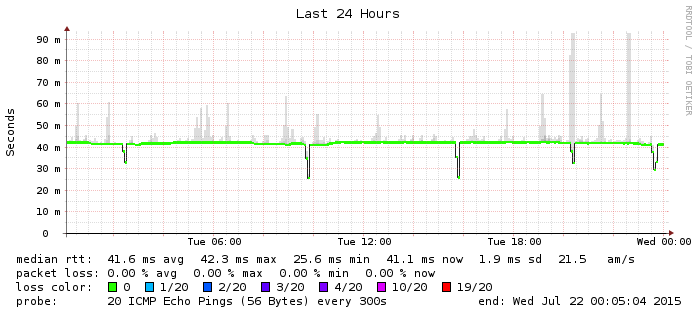 Last 24 Hours
RRDTOOL / TOBI OETIKER
Seconds
90 m
80 m
70 m
60 m
50 m
40 m
30 m
20 m
10 m
0
Tue 06:00 Tue 12:00 Tue 18:00 Wed 00:00
median rtt: 41.6 ms avg 42.3 ms max 25.6 ms min 41.1 ms now 1.9 ms sd 21.5 am/s
packet loss: 0.00 % avg 0.00 % max 0.00 % min 0.00 % now
loss color: 0 1/20 2/20 3/20 4/20 10/20 19/20
probe: 20 ICMP Echo Pings (56 Bytes) every 300s end: Wed Jul 22 00:05:04 2015